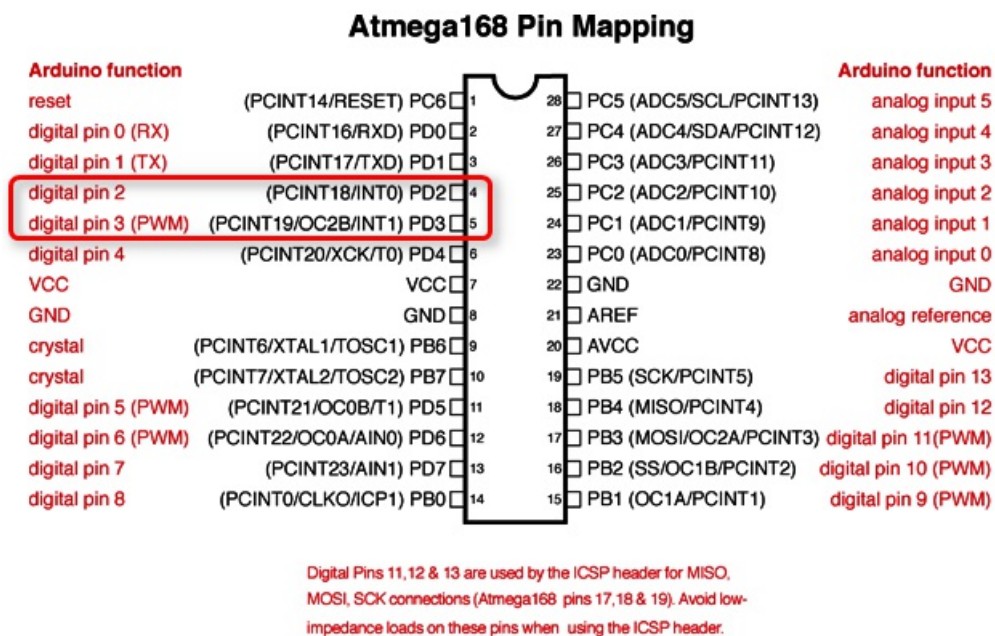 Atmega168 Pin Mapping
Arduino function Arduino function
reset (PCINT14/RESET) PC6 1 28 PC5 (ADC5/SCL/PCINT13) analog input 5
digital pin 0 (RX) (PCINT16/RXD) PD0 2 27 PC4 (ADC4/SDA/PCINT12) analog input 4
digital pin 1 (TX) (PCINT17/TXD) PD1 3 26 PC3 (ADC3/PCINT11) analog input 3
digital pin 2 (PCINT18/INT0) PD2 4 25 PC2 (ADC2/PCINT10) analog input 2
digital pin 3 (PWM) (PCINT19/OC2B/INT1) PD3 5 24 PC1 (ADC1/PCINT9) analog input 1
digital pin 4 (PCINT20/XCK/T0) PD4 6 23 PC0 (ADC0/PCINT8) analog input 0
VCC VCC 7 22 GND GND
GND GND 8 21 AREF analog reference
crystal (PCINT6/XTAL1/TOSC1) PB6 9 20 AVCC VCC
crystal (PCINT7/XTAL2/TOSC2) PB7 10 19 PB5 (SCK/PCINT5) digital pin 13
digital pin 5 (PWM) (PCINT21/OC0B/T1) PD5 11 18 PB4 (MISO/PCINT4) digital pin 12
digital pin 6 (PWM) (PCINT22/OC0A/AIN0) PD6 12 17 PB3 (MOSI/OC2A/PCINT3) digital pin 11(PWM)
digital pin 7 (PCINT23/AIN1) PD7 13 16 PB2 (SS/OC1B/PCINT2) digital pin 10 (PWM)
digital pin 8 (PCINT0/CLKO/ICP1) PB0 14 15 PB1 (OC1A/PCINT1) digital pin 9 (PWM)
Digital Pins 11,12 & 13 are used by the ICSP header for MISO,
MOSI, SCK connections (Atmega168 pins 17,18 & 19). Avoid low-
impedance loads on these pins when using the ICSP header.